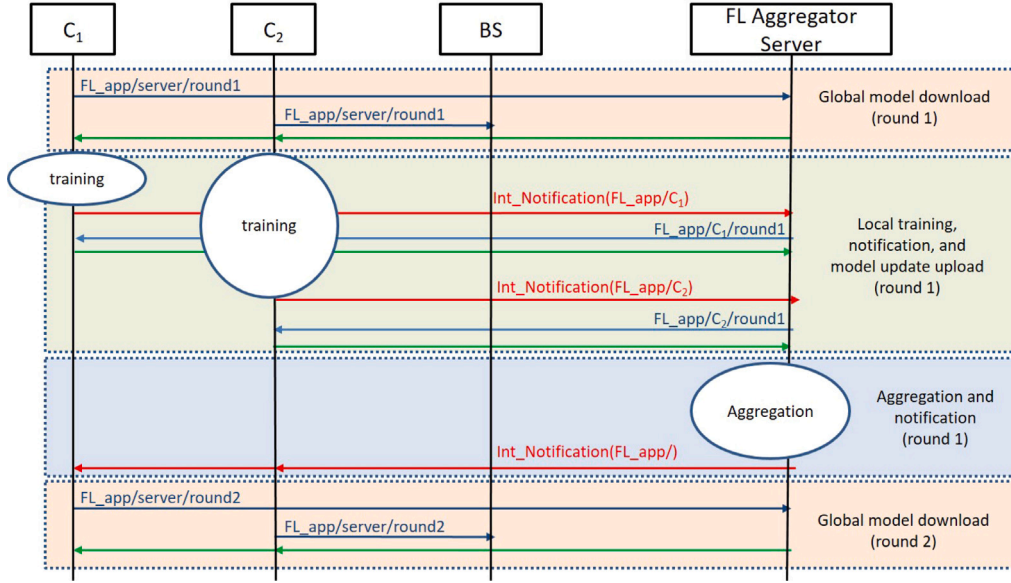 C₁
C₂
BS
FL Aggregator
Server
FL_app/server/round1
FL_app/server/round1
Global model download
(round 1)
training
training
Int_Notification(FL_app/C₁)
FL_app/C₁/round1
Int_Notification(FL_app/C₂)
FL_app/C₂/round1
Local training,
notification, and
model update upload
(round 1)
Aggregation
Aggregation and
notification
(round 1)
Int_Notification(FL_app/)
FL_app/server/round2
FL_app/server/round2
Global model download
(round 2)